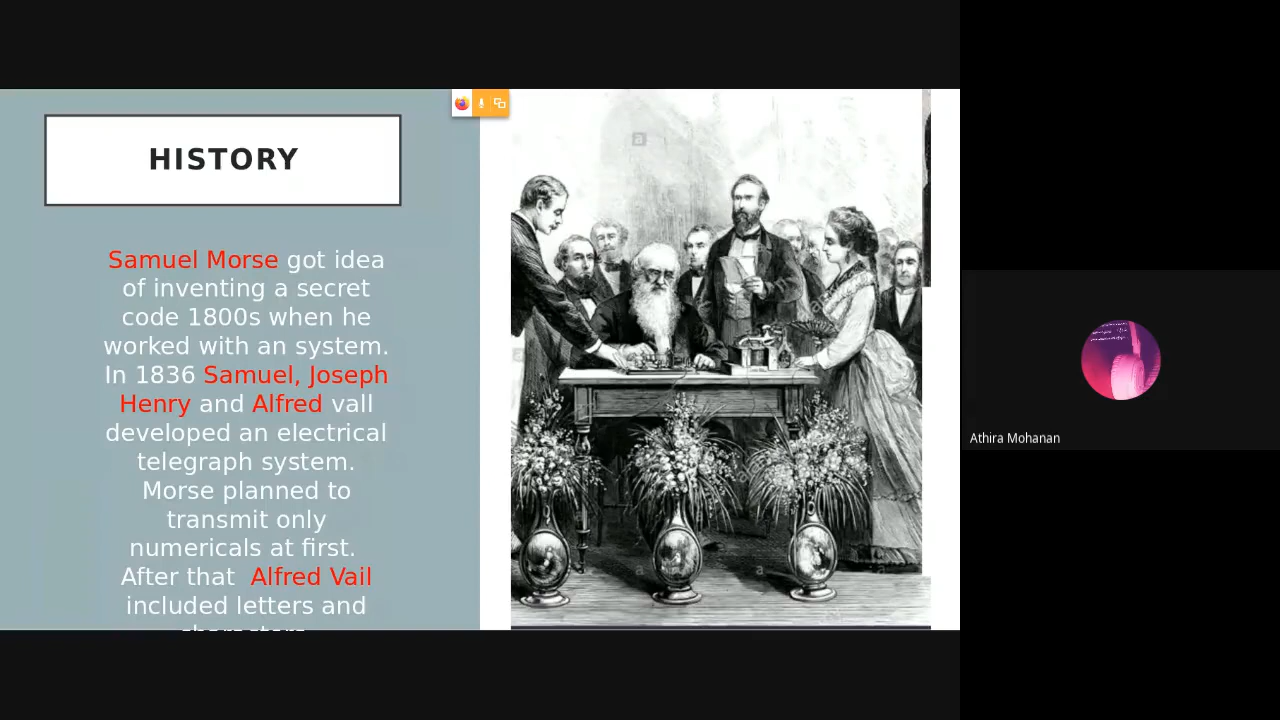 HISTORY
Samuel Morse got idea
of inventing a secret
code 1800s when he
worked with an system.
In 1836 Samuel, Joseph
Henry and Alfred vall
developed an electrical
telegraph system.
Morse planned to
transmit only
numericals at first.
After that Alfred Vail
included letters and
Athira Mohanan